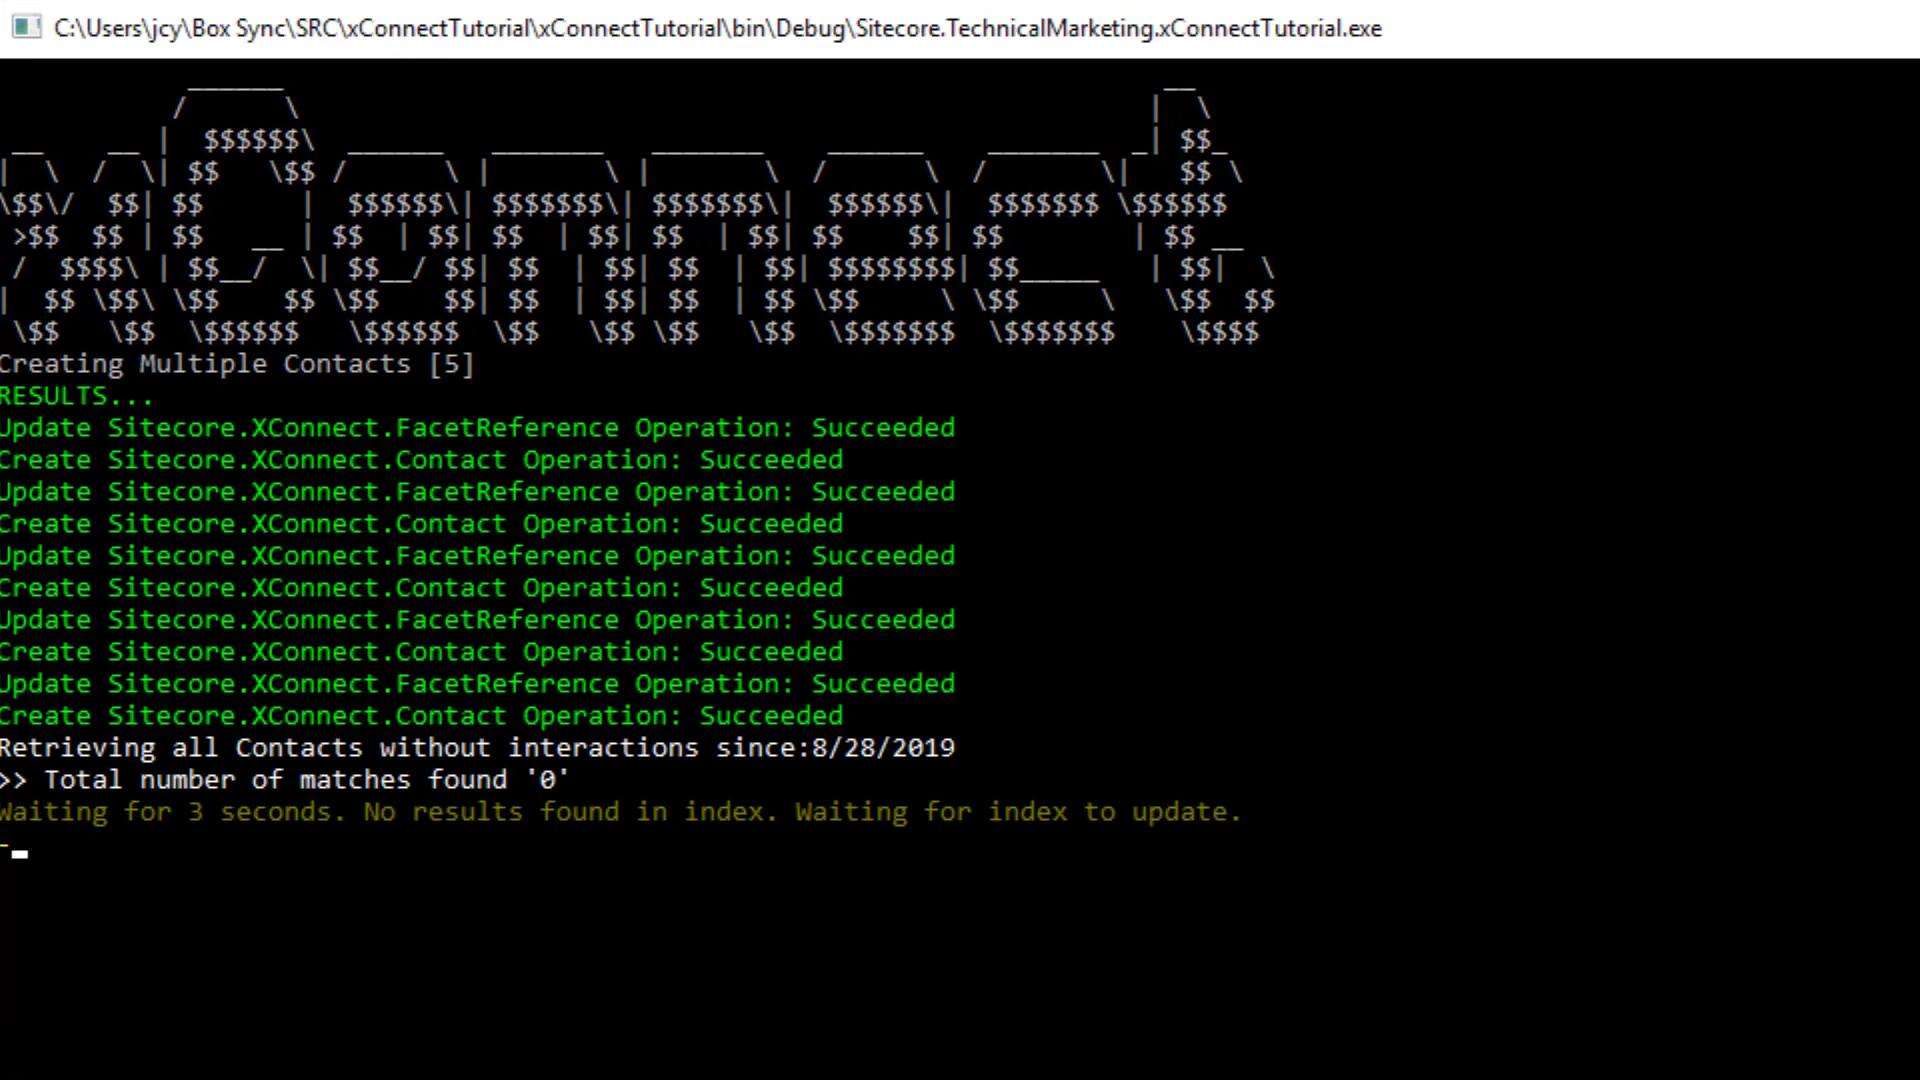 C:\Users\jcy\Box Sync\SRC\xConnectTutorial\xConnectTutorial\bin\Debug\Sitecore.TechnicalMarketing.xConnectTutorial.exe
xConnect
Creating Multiple Contacts [5]
RESULTS...
Update Sitecore.XConnect.FacetReference Operation: Succeeded
Create Sitecore.XConnect.Contact Operation: Succeeded
Update Sitecore.XConnect.FacetReference Operation: Succeeded
Create Sitecore.XConnect.Contact Operation: Succeeded
Update Sitecore.XConnect.FacetReference Operation: Succeeded
Create Sitecore.XConnect.Contact Operation: Succeeded
Update Sitecore.XConnect.FacetReference Operation: Succeeded
Create Sitecore.XConnect.Contact Operation: Succeeded
Update Sitecore.XConnect.FacetReference Operation: Succeeded
Create Sitecore.XConnect.Contact Operation: Succeeded
Retrieving all Contacts without interactions since:8/28/2019
>> Total number of matches found '0'
Waiting for 3 seconds. No results found in index. Waiting for index to update.